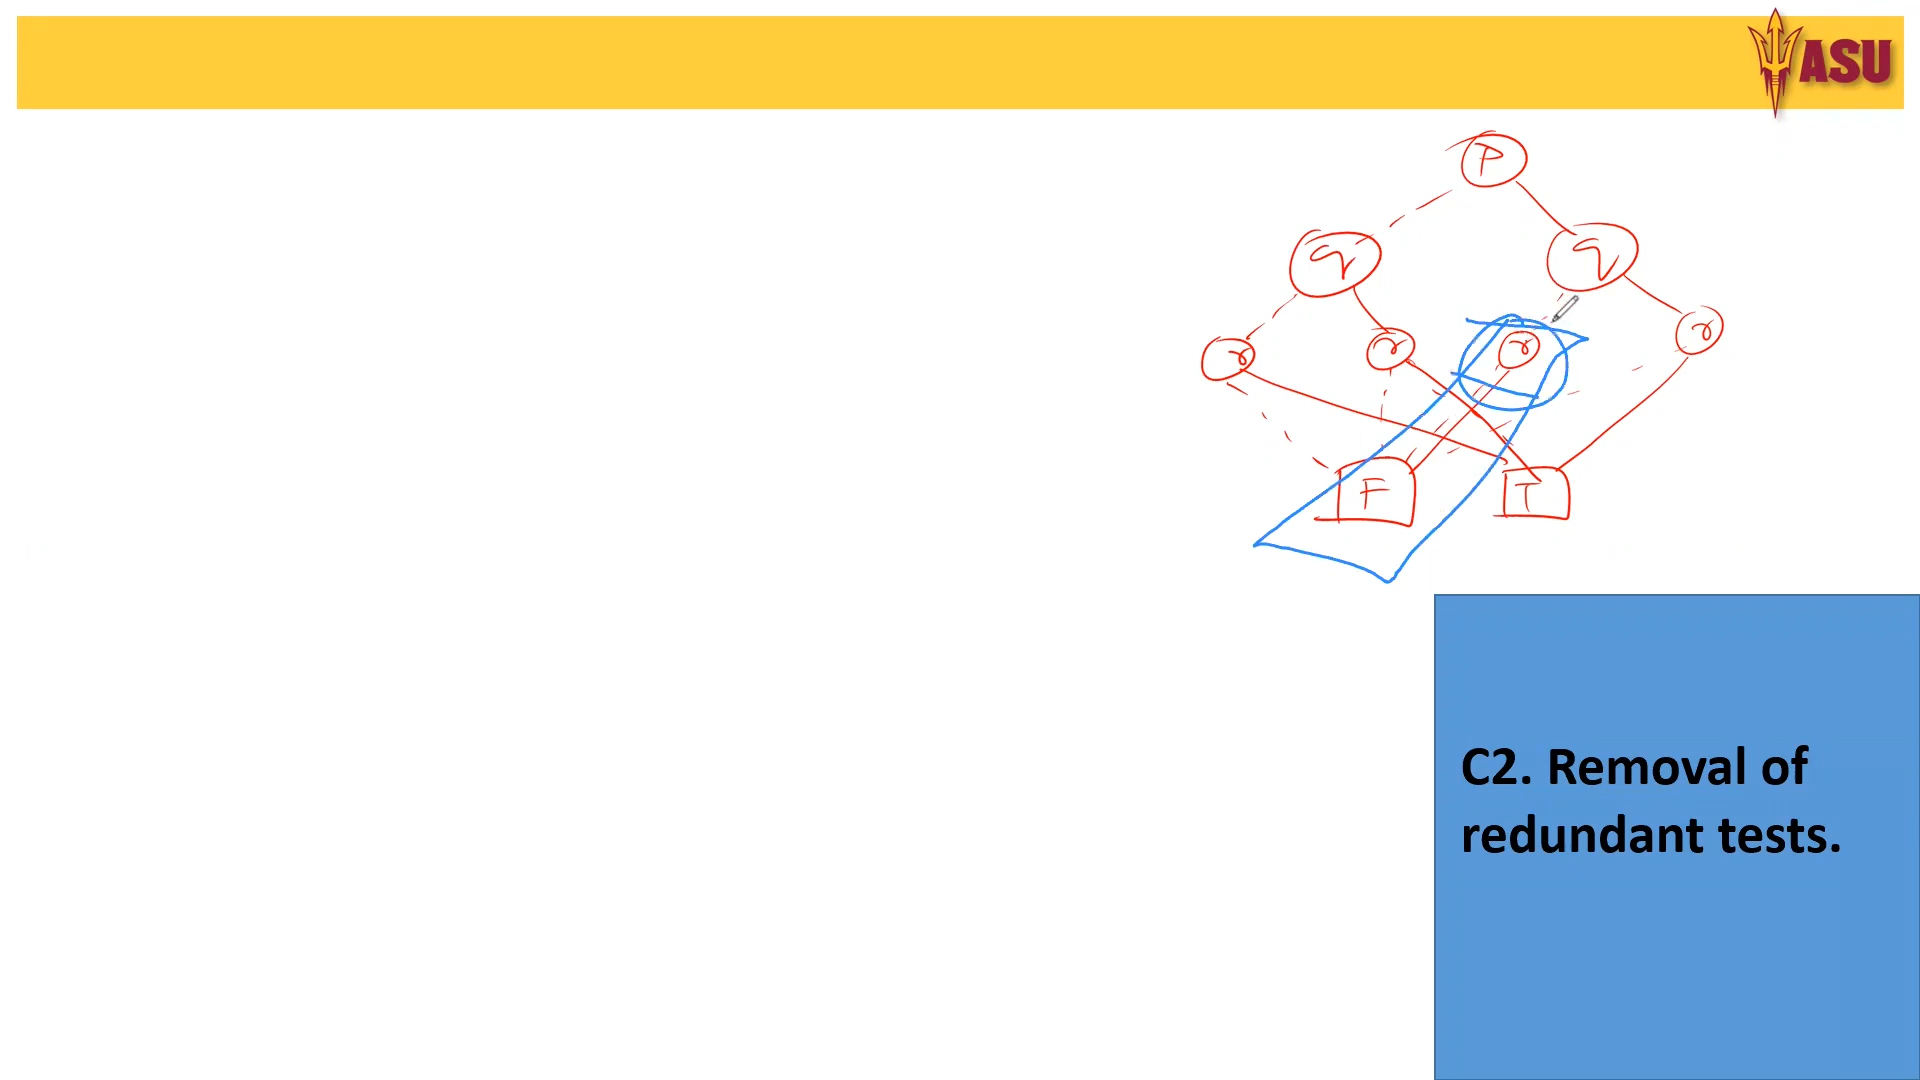 ASU
P
q
q
r
r
r
r
F
T
C2. Removal of
redundant tests.